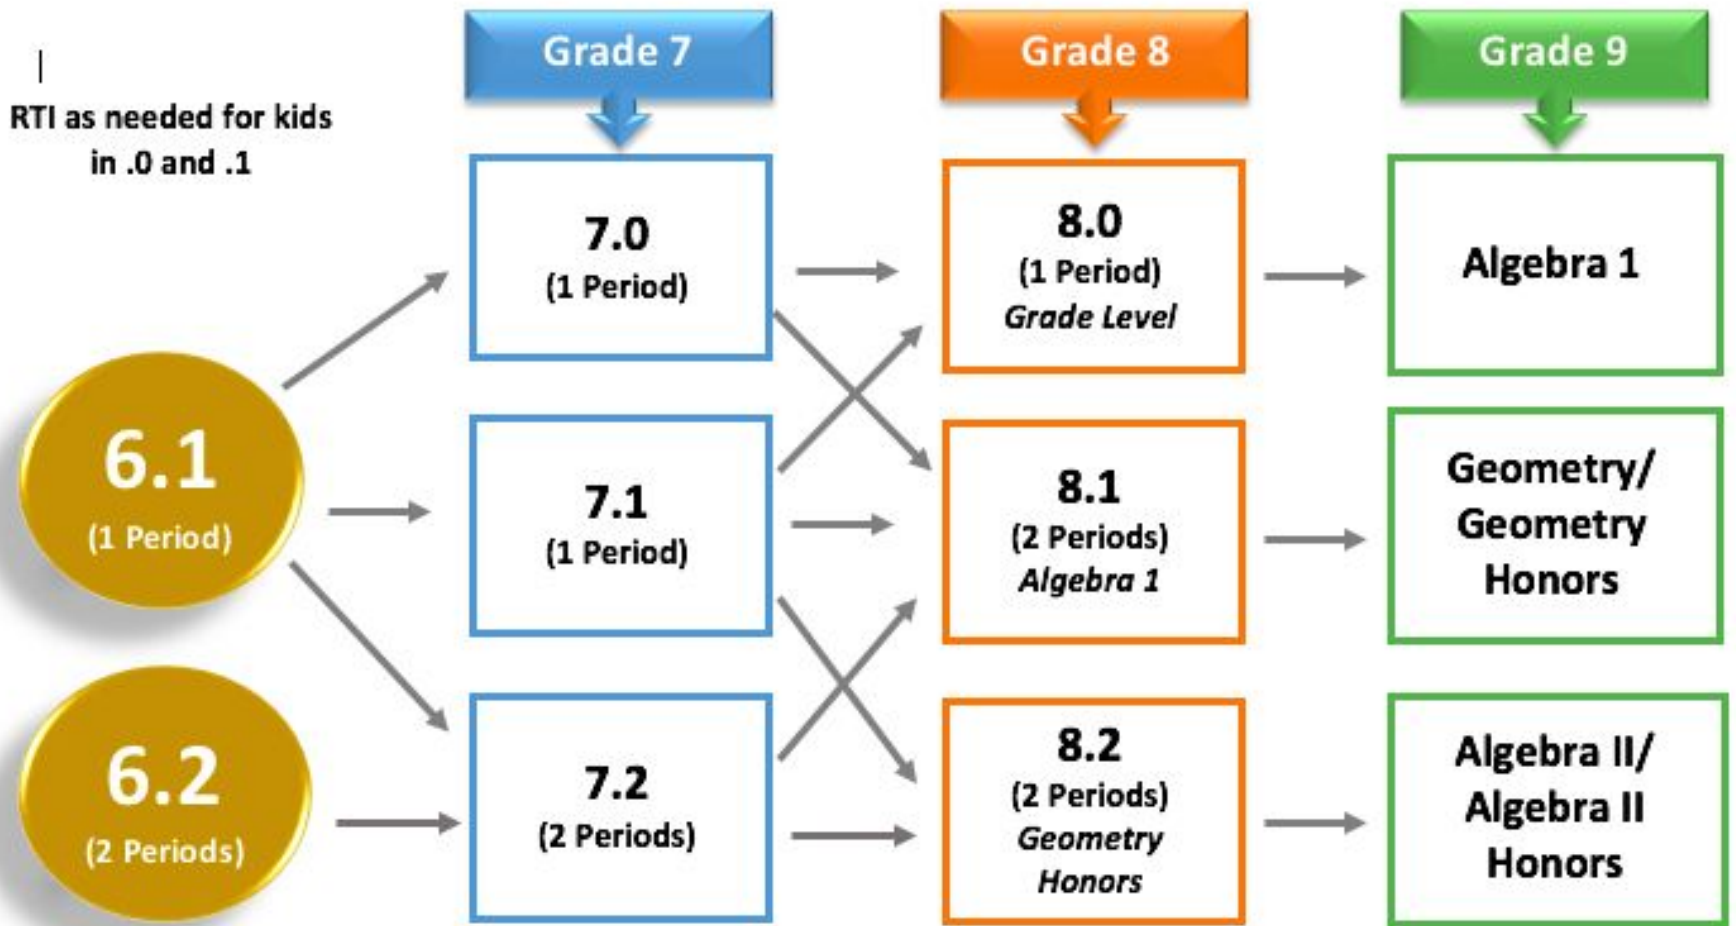 Grade 7
Grade 8
Grade 9
RTI as needed for kids
in .0 and .1
7.0
(1 Period)
8.0
(1 Period)
Grade Level
Algebra 1
6.1
(1 Period)
7.1
(1 Period)
8.1
(2 Periods)
Algebra 1
Geometry/
Geometry
Honors
6.2
(2 Periods)
7.2
(2 Periods)
8.2
(2 Periods)
Geometry
Honors
Algebra II/
Algebra II
Honors